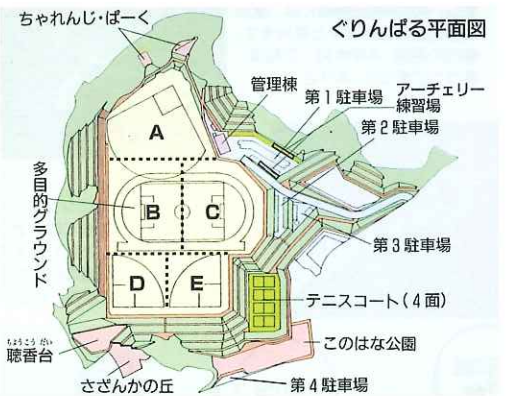 ちゃれんじ・ぱーく
ぐりんぱる平面図
管理棟
第1駐車場
アーチェリー
練習場
第2駐車場
A
多目的グラウンド
B
C
第3駐車場
D
E
テニスコート(4面)
ちょうこう だい
聴香台
このはな公園
さざんかの丘
第4駐車場